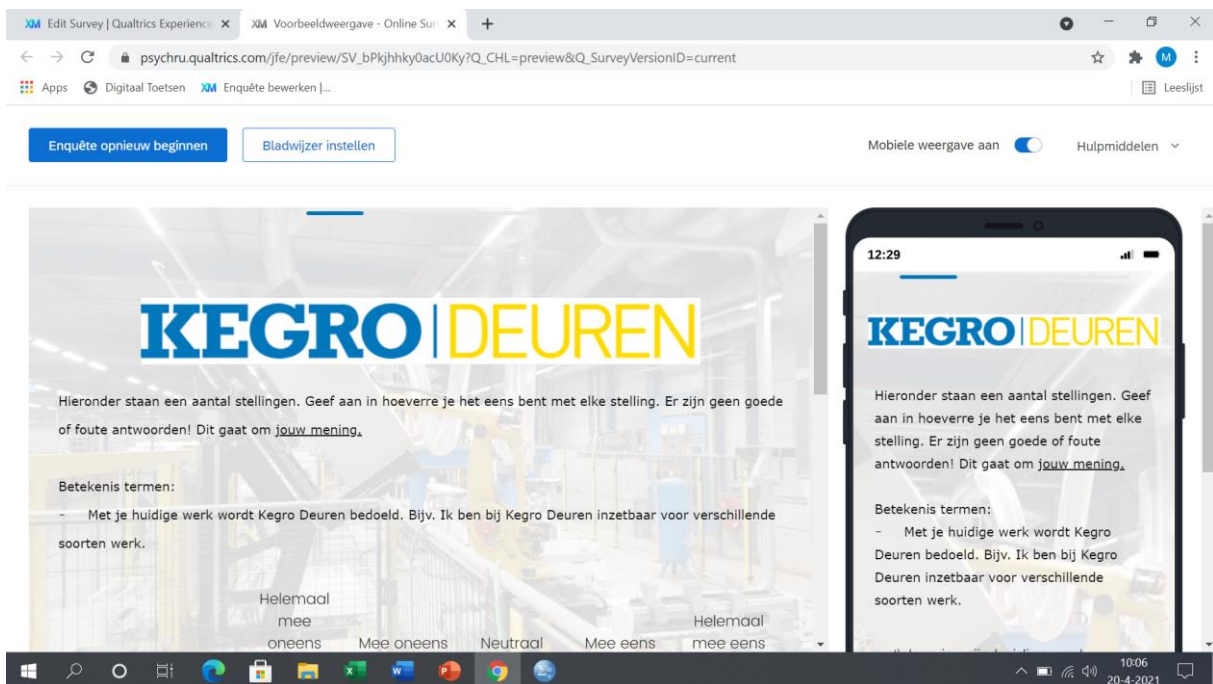 XM Edit Survey | Qualtrics Experience
XM Voorbeeldweergave - Online Sur
psychru.qualtrics.com/jfe/preview/SV_bPkjhhky0acU0Ky?Q_CHL=preview&Q_SurveyVersionID=current
M
Apps Digitaal Toetsen XM Enquête bewerken |...
Leeslijst
Enquête opnieuw beginnen
Bladwijzer instellen
Mobiele weergave aan
Hulpmiddelen
KEGRO|DEUREN
Hieronder staan een aantal stellingen. Geef aan in hoeverre je het eens bent met elke stelling. Er zijn geen goede
of foute antwoorden! Dit gaat om jouw mening.
Betekenis termen:
- Met je huidige werk wordt Kegro Deuren bedoeld. Bijv. Ik ben bij Kegro Deuren inzetbaar voor verschillende
soorten werk.
Helemaal
mee
oneens Mee oneens Neutraal Mee eens Helemaal
mee eens
12:29
KEGRO|DEUREN
Hieronder staan een aantal stellingen. Geef
aan in hoeverre je het eens bent met elke
stelling. Er zijn geen goede of foute
antwoorden! Dit gaat om jouw mening.
Betekenis termen:
- Met je huidige werk wordt Kegro
Deuren bedoeld. Bijv. Ik ben bij Kegro
Deuren inzetbaar voor verschillende
soorten werk.
10:06
20-4-2021